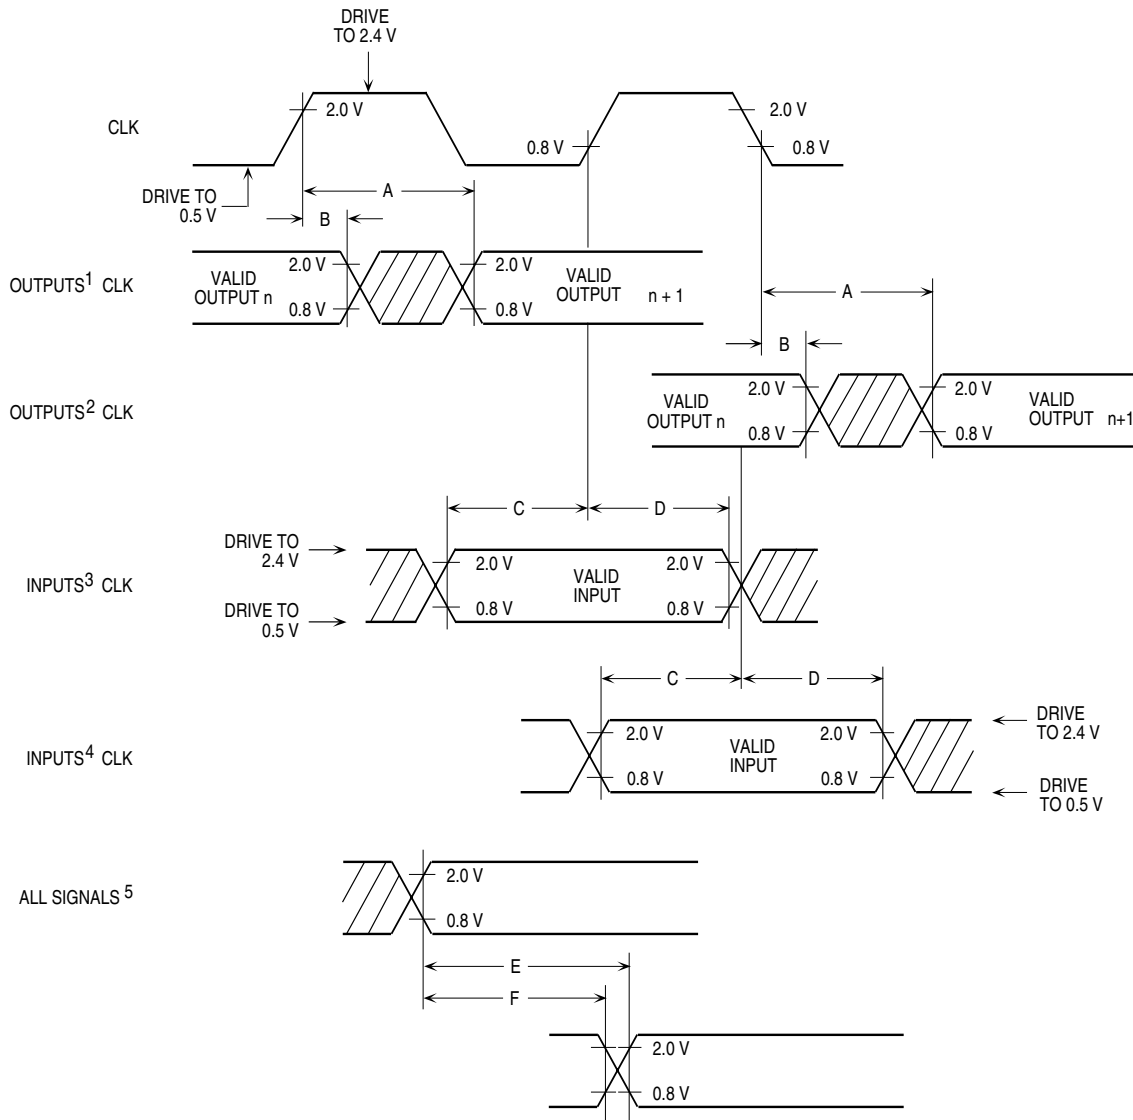 DRIVE
TO 2.4 V
CLK
2.0 V
2.0 V
0.8 V
0.8 V
DRIVE TO
0.5 V
A
B
OUTPUTS1 CLK
VALID
OUTPUT n
2.0 V
0.8 V
2.0 V
0.8 V
VALID
OUTPUT n + 1
A
B
OUTPUTS2 CLK
VALID
OUTPUT n
2.0 V
0.8 V
2.0 V
0.8 V
VALID
OUTPUT n+1
C D
DRIVE TO
2.4 V
INPUTS3 CLK
DRIVE TO
0.5 V
2.0 V
0.8 V
VALID
INPUT
2.0 V
0.8 V
C D
INPUTS4 CLK
2.0 V
0.8 V
VALID
INPUT
2.0 V
0.8 V
DRIVE
TO 2.4 V
DRIVE
TO 0.5 V
ALL SIGNALS5
2.0 V
0.8 V
E
F
2.0 V
0.8 V